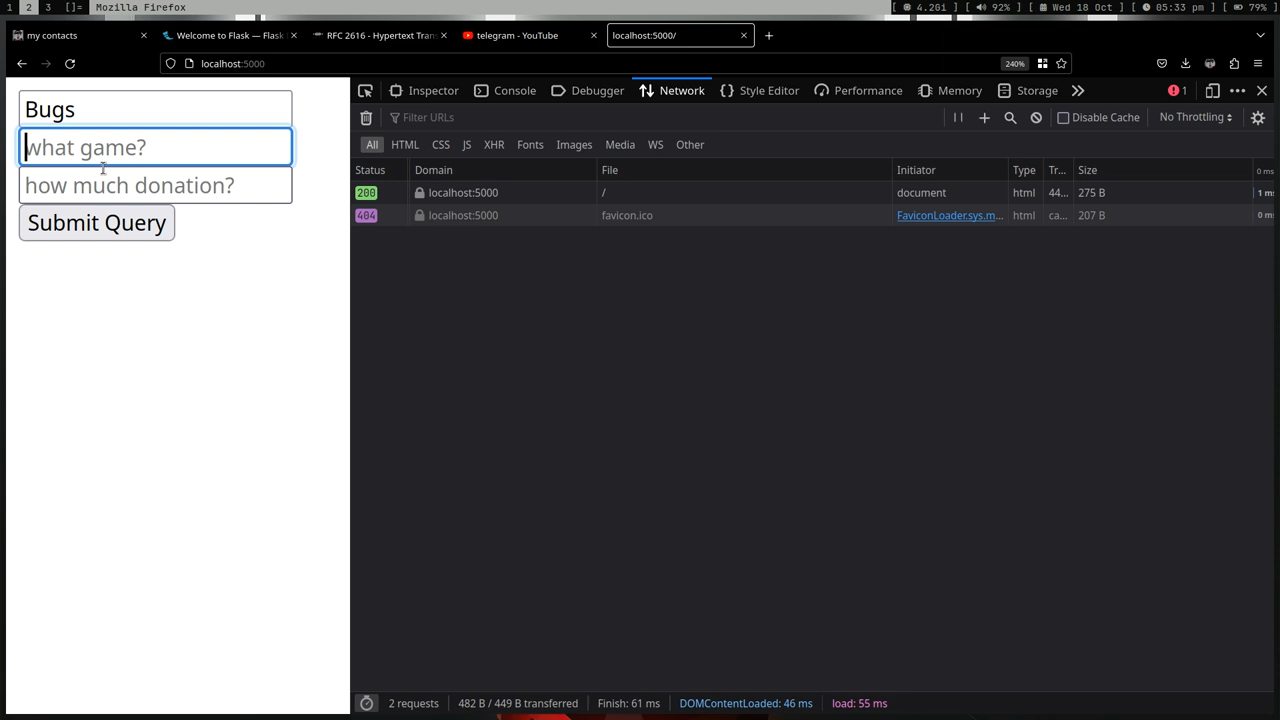 1 2 3 []= Mozilla Firefox [ 4.2Gi ] [ 92% ] [ Wed 18 Oct ] [ 05:33 pm ] [ 79% ]
my contacts Welcome to Flask — Flask RFC 2616 - Hypertext Tran telegram - YouTube localhost:5000/
localhost:5000 240%
Inspector Console Debugger Network Style Editor Performance Memory Storage 1
Filter URLs Disable Cache No Throttling
All HTML CSS JS XHR Fonts Images Media WS Other
Status Domain File Initiator Type Tr... Size 0 ms
200 localhost:5000 / document html 44... 275 B 1 ms
404 localhost:5000 favicon.ico FaviconLoader.sys.m... html ca... 207 B 0 ms
Bugs
what game?
how much donation?
Submit Query
2 requests 482 B / 449 B transferred Finish: 61 ms DOMContentLoaded: 46 ms load: 55 ms